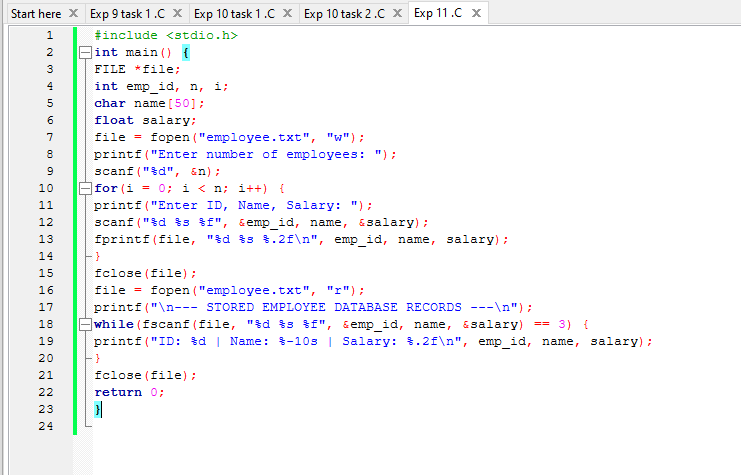 Start here Exp 9 task 1 .C Exp 10 task 1 .C Exp 10 task 2 .C Exp 11 .C
1 #include <stdio.h>
2 int main() {
3 FILE *file;
4 int emp_id, n, i;
5 char name[50];
6 float salary;
7 file = fopen("employee.txt", "w");
8 printf("Enter number of employees: ");
9 scanf("%d", &n);
10 for(i = 0; i < n; i++) {
11 printf("Enter ID, Name, Salary: ");
12 scanf("%d %s %f", &emp_id, name, &salary);
13 fprintf(file, "%d %s %.2f\n", emp_id, name, salary);
14 }
15 fclose(file);
16 file = fopen("employee.txt", "r");
17 printf("\n--- STORED EMPLOYEE DATABASE RECORDS ---\n");
18 while(fscanf(file, "%d %s %f", &emp_id, name, &salary) == 3) {
19 printf("ID: %d | Name: %-10s | Salary: %.2f\n", emp_id, name, salary);
20 }
21 fclose(file);
22 return 0;
23 }
24